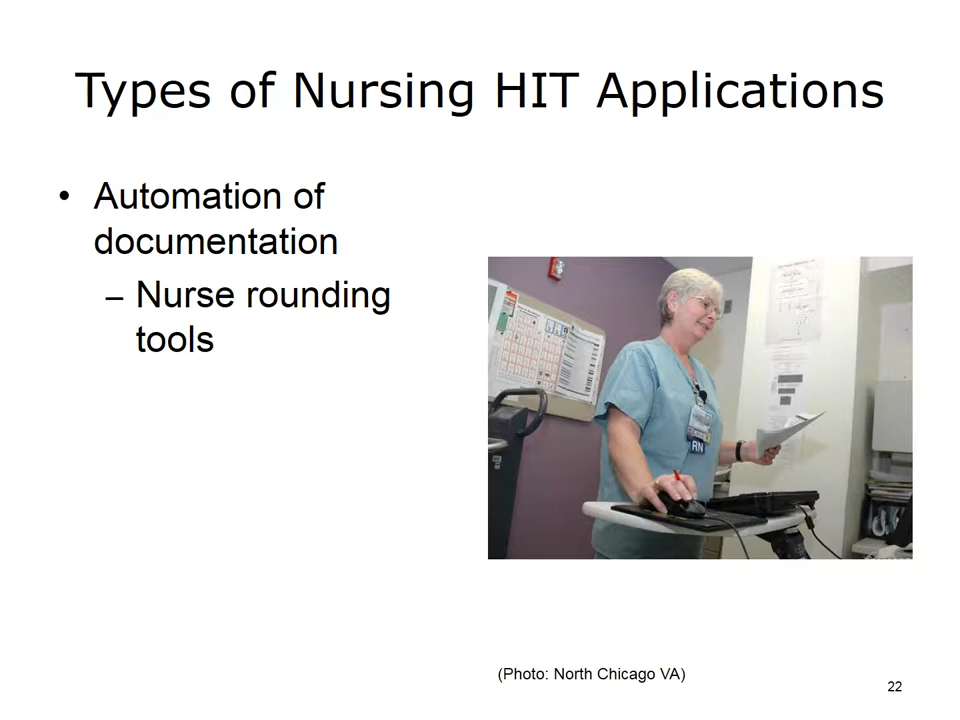 Types of Nursing HIT Applications
• Automation of
documentation
– Nurse rounding
tools
RN
(Photo: North Chicago VA)
22